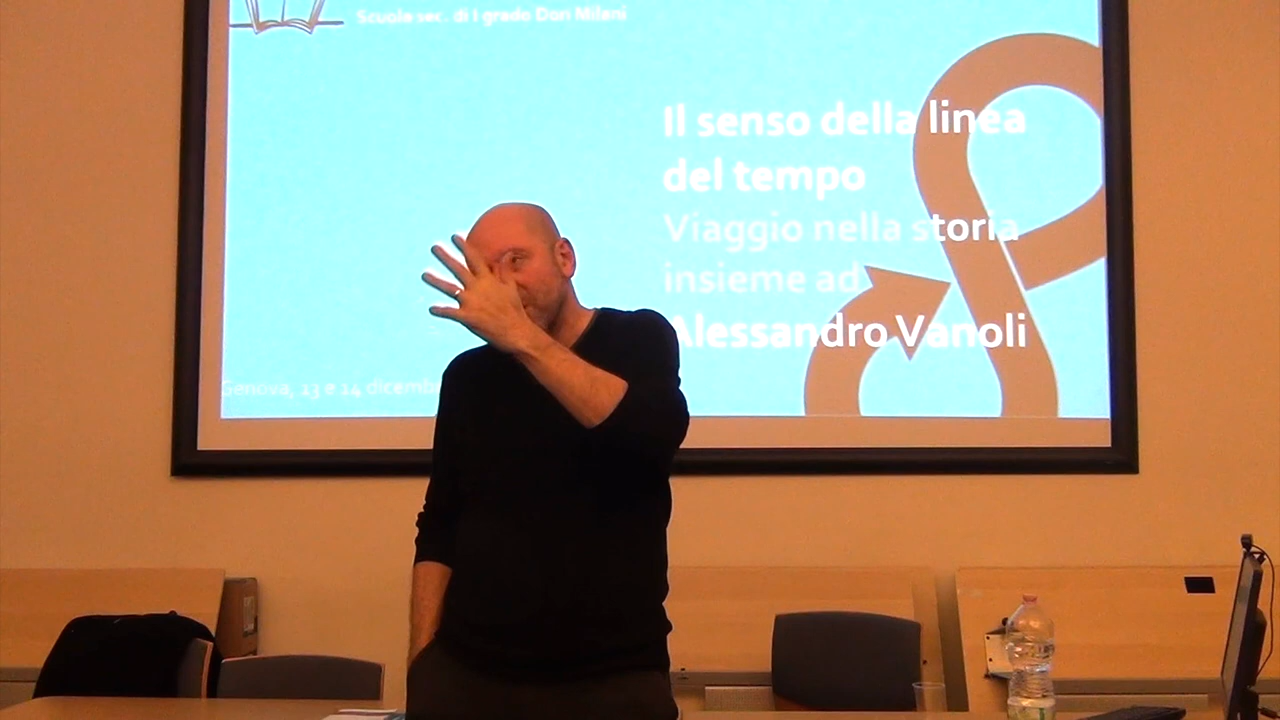 Scuola sec. di I grado Don Milani
Il senso della linea
del tempo
Viaggio nella storia
insieme ad
Alessandro Vanoli
Genova, 13 e 14 dicemb